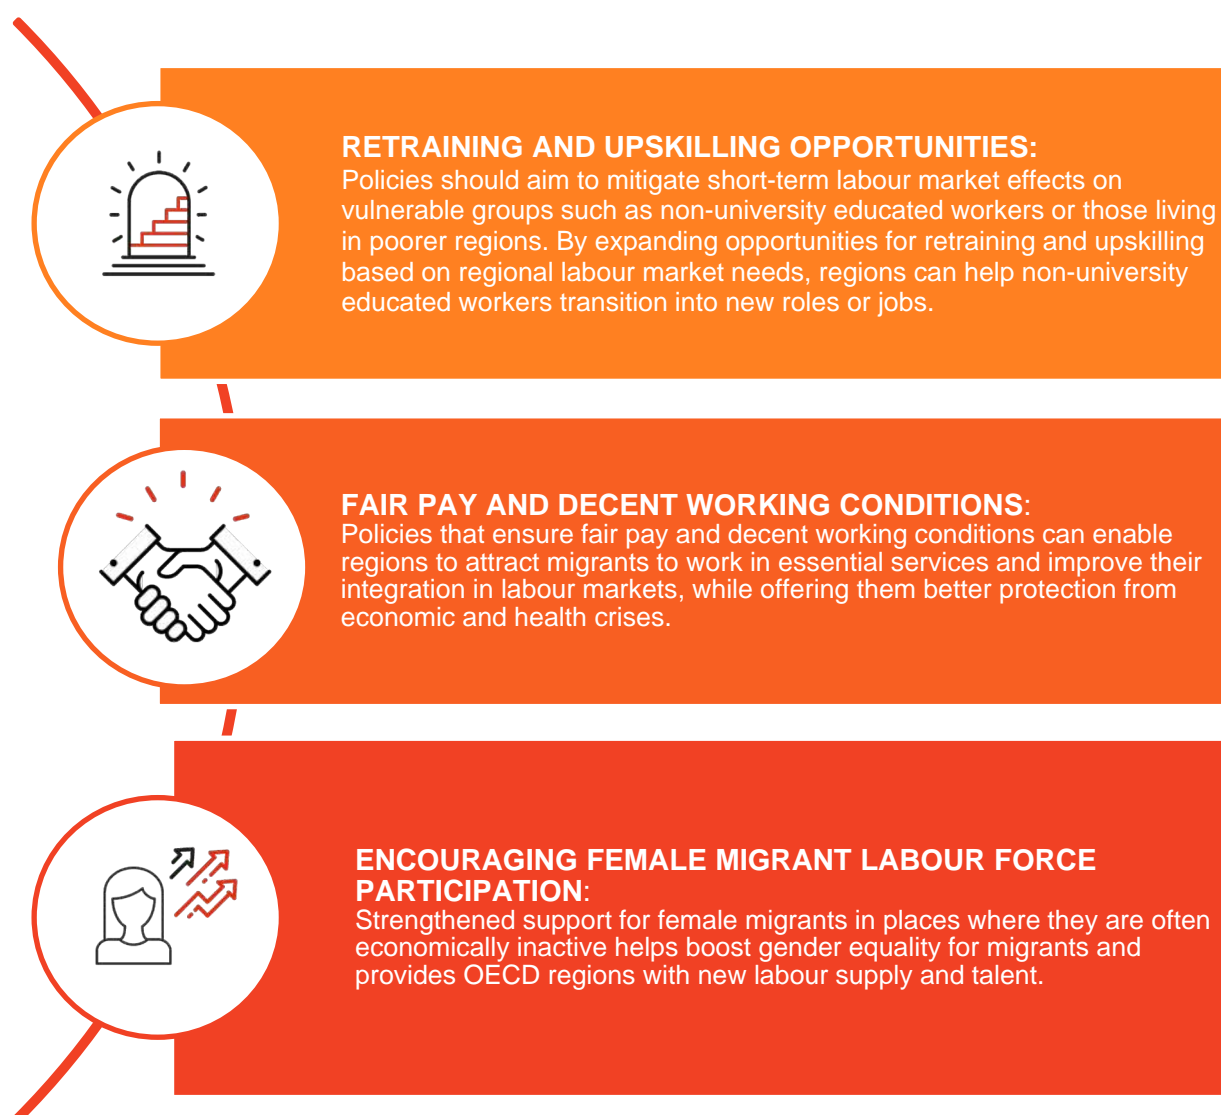 RETRAINING AND UPSKILLING OPPORTUNITIES:
Policies should aim to mitigate short-term labour market effects on
vulnerable groups such as non-university educated workers or those living
in poorer regions. By expanding opportunities for retraining and upskilling
based on regional labour market needs, regions can help non-university
educated workers transition into new roles or jobs.
FAIR PAY AND DECENT WORKING CONDITIONS:
Policies that ensure fair pay and decent working conditions can enable
regions to attract migrants to work in essential services and improve their
integration in labour markets, while offering them better protection from
economic and health crises.
ENCOURAGING FEMALE MIGRANT LABOUR FORCE
PARTICIPATION:
Strengthened support for female migrants in places where they are often
economically inactive helps boost gender equality for migrants and
provides OECD regions with new labour supply and talent.